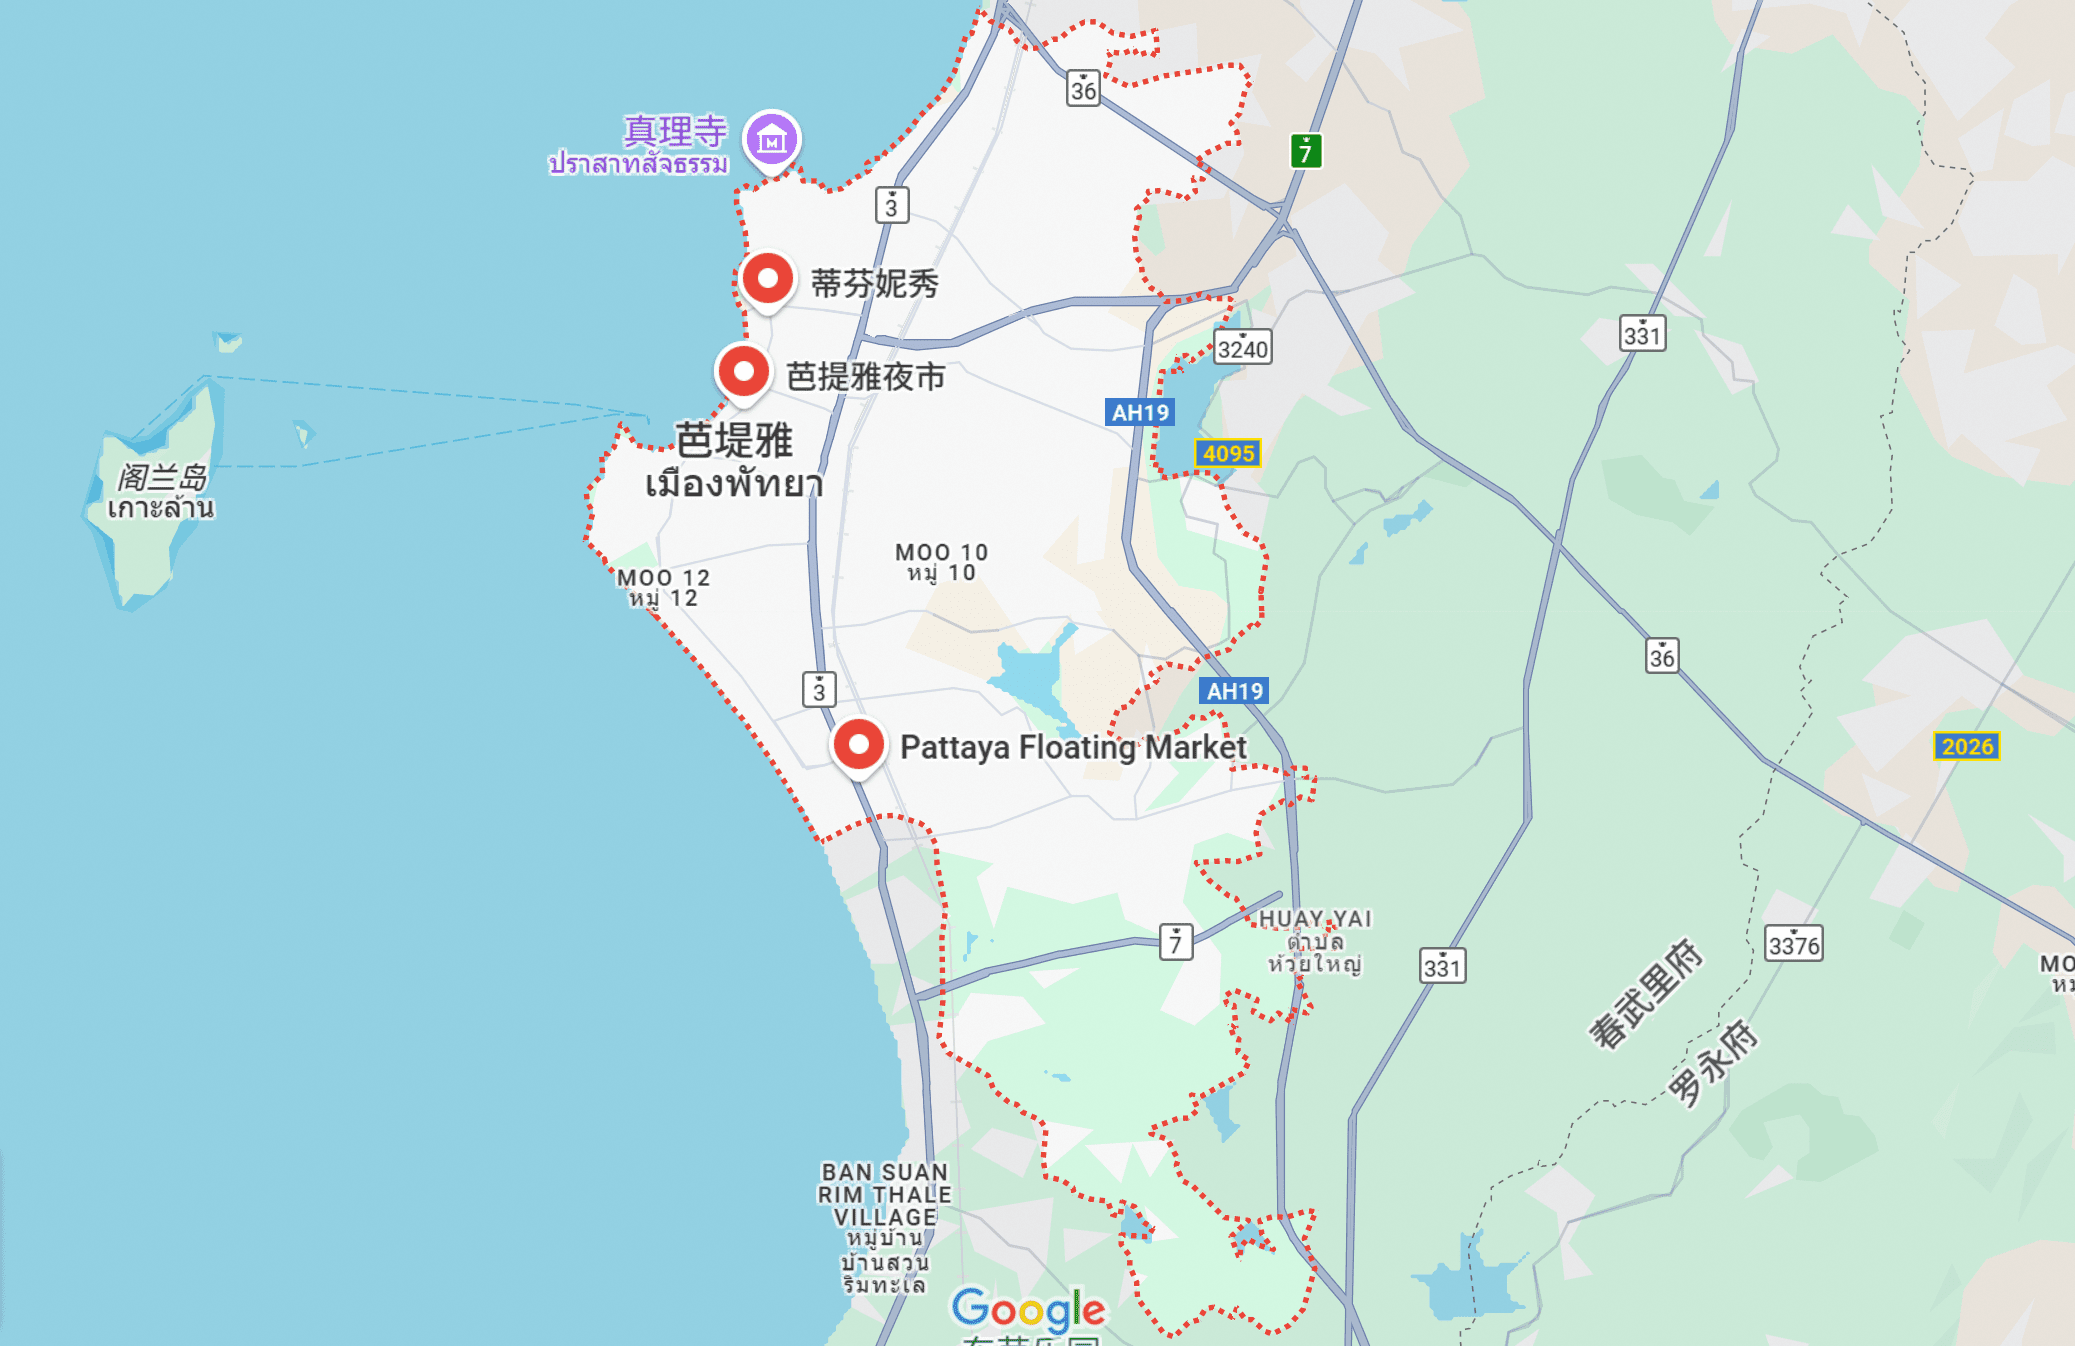 36
真理寺
ปราสาทสัจธรรม
7
3
蒂芬妮秀
331
3240
芭提雅夜市
AH19
芭堤雅
เมืองพัทยา
4095
阁兰岛
เกาะล้าน
MOO 10
หมู่ 10
MOO 12
หมู่ 12
36
3
AH19
Pattaya Floating Market
2026
HUAY YAI
ตำบล
ห้วยใหญ่
7
331
3376
春武里府
罗永府
BAN SUAN
RIM THALE
VILLAGE
หมู่บ้าน
บ้านสวน
ริมทะเล
Google